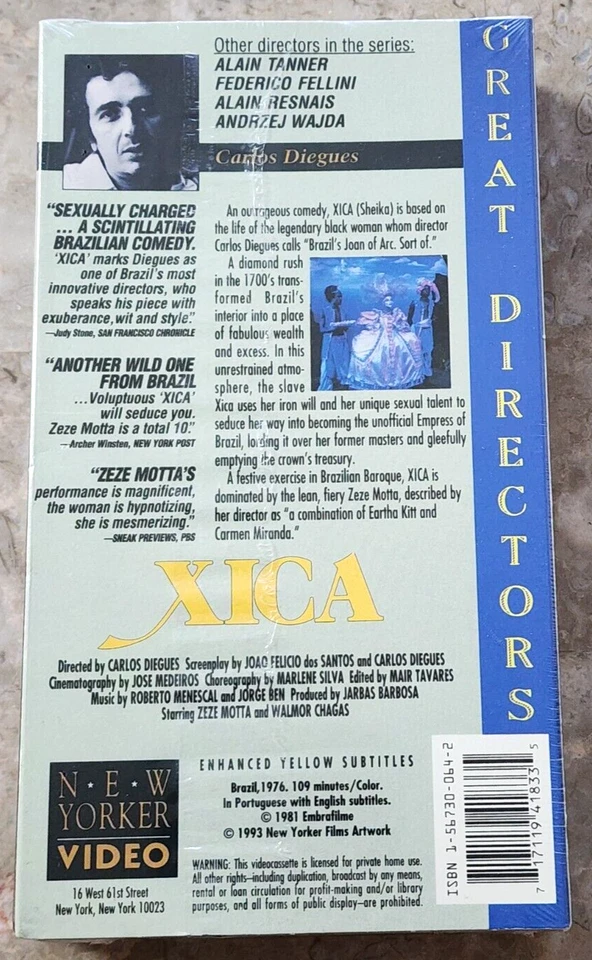 Other directors in the series:
ALAIN TANNER
FEDERICO FELLINI
ALAIN RESNAIS
ANDRZEJ WAJDA
Carlos Diegues
"SEXUALLY CHARGED
... A SCINTILLATING
BRAZILIAN COMEDY.
'XICA' marks Diegues as
one of Brazil's most
innovative directors, who
speaks his piece with
exuberance, wit and style."
—Judy Stone, SAN FRANCISCO CHRONICLE
"ANOTHER WILD ONE
FROM BRAZIL
...Voluptuous 'XICA'
will seduce you.
Zeze Motta is a total 10."
—Archer Winsten, NEW YORK POST
"ZEZE MOTTA'S
performance is magnificent,
the woman is hypnotizing,
she is mesmerizing."
—SNEAK PREVIEWS, PBS
An outrageous comedy, XICA (Sheika) is based on
the life of the legendary black woman whom director
Carlos Diegues calls "Brazil's Joan of Arc. Sort of."
A diamond rush
in the 1700's trans-
formed Brazil's
interior into a place
of fabulous wealth
and excess. In this
unrestrained atmo-
sphere, the slave
Xica uses her iron will and her unique sexual talent to
seduce her way into becoming the unofficial Empress of
Brazil, lording it over her former masters and gleefully
emptying the crown's treasury.
A festive exercise in Brazilian Baroque, XICA is
dominated by the lean, fiery Zeze Motta, described by
her director as "a combination of Eartha Kitt and
Carmen Miranda."
XICA
Directed by CARLOS DIEGUES Screenplay by JOAO FELICIO dos SANTOS and CARLOS DIEGUES
Cinematography by JOSE MEDEIROS Choreography by MARLENE SILVA Edited by MAIR TAVARES
Music by ROBERTO MENESCAL and JORGE BEN Produced by JARBAS BARBOSA
Starring ZEZE MOTTA and WALMOR CHAGAS
NEW
YORKER
VIDEO
16 West 61st Street
New York, New York 10023
ENHANCED YELLOW SUBTITLES
Brazil, 1976. 109 minutes/Color.
In Portuguese with English subtitles.
© 1981 Embrafilme
© 1993 New Yorker Films Artwork
WARNING: This videocassette is licensed for private home use.
All other rights—including duplication, broadcast by any means,
rental or loan circulation for profit-making and/or library
purposes, and all forms of public display—are prohibited.
GREAT DIRECTORS
ISBN 1-56730-064-2
7 17119 41833 5